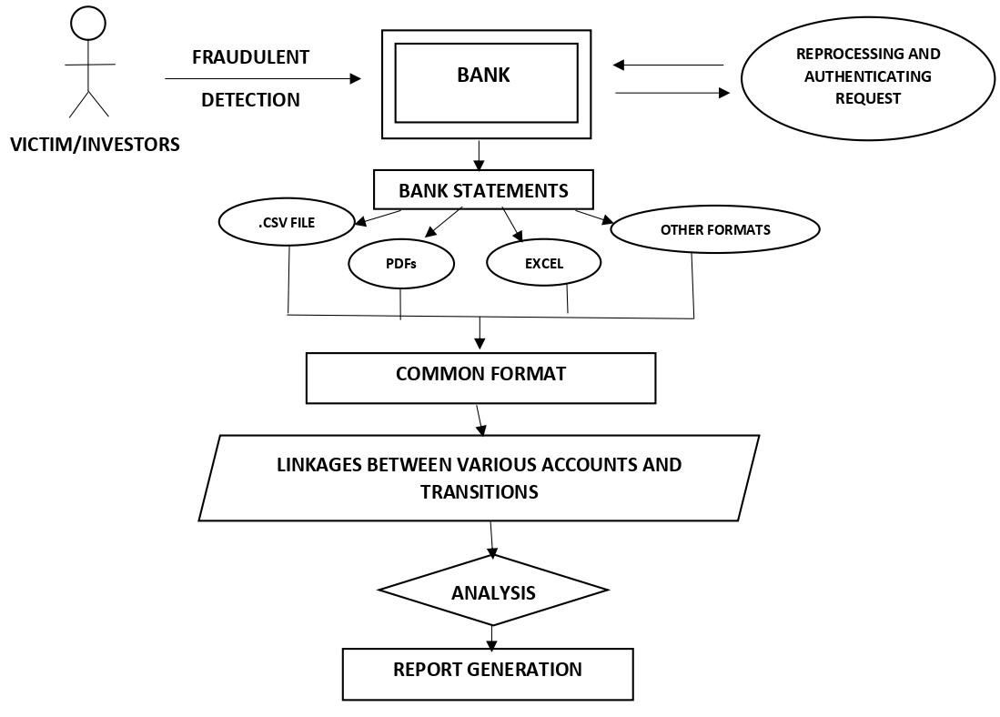 FRAUDULENT
DETECTION
VICTIM/INVESTORS
BANK
REPROCESSING AND
AUTHENTICATING
REQUEST
BANK STATEMENTS
.CSV FILE
PDFs
EXCEL
OTHER FORMATS
COMMON FORMAT
LINKAGES BETWEEN VARIOUS ACCOUNTS AND
TRANSITIONS
ANALYSIS
REPORT GENERATION